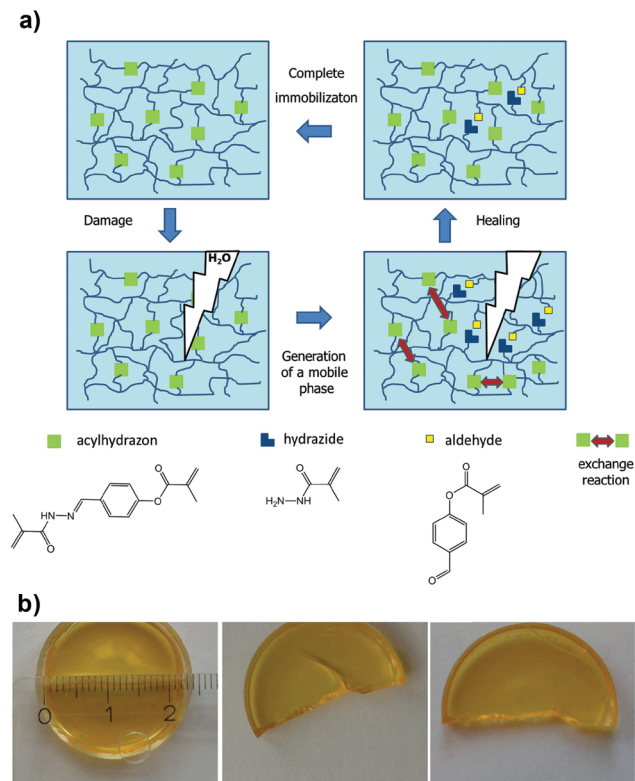 a)
Complete
immobilizaton
Damage
Healing
H₂O
Generation
of a mobile
phase
acylhydrazon
hydrazide
aldehyde
exchange
reaction
O
O
HN-N
O
O
H₂N-NH
O
O
O
b)
0 1 2